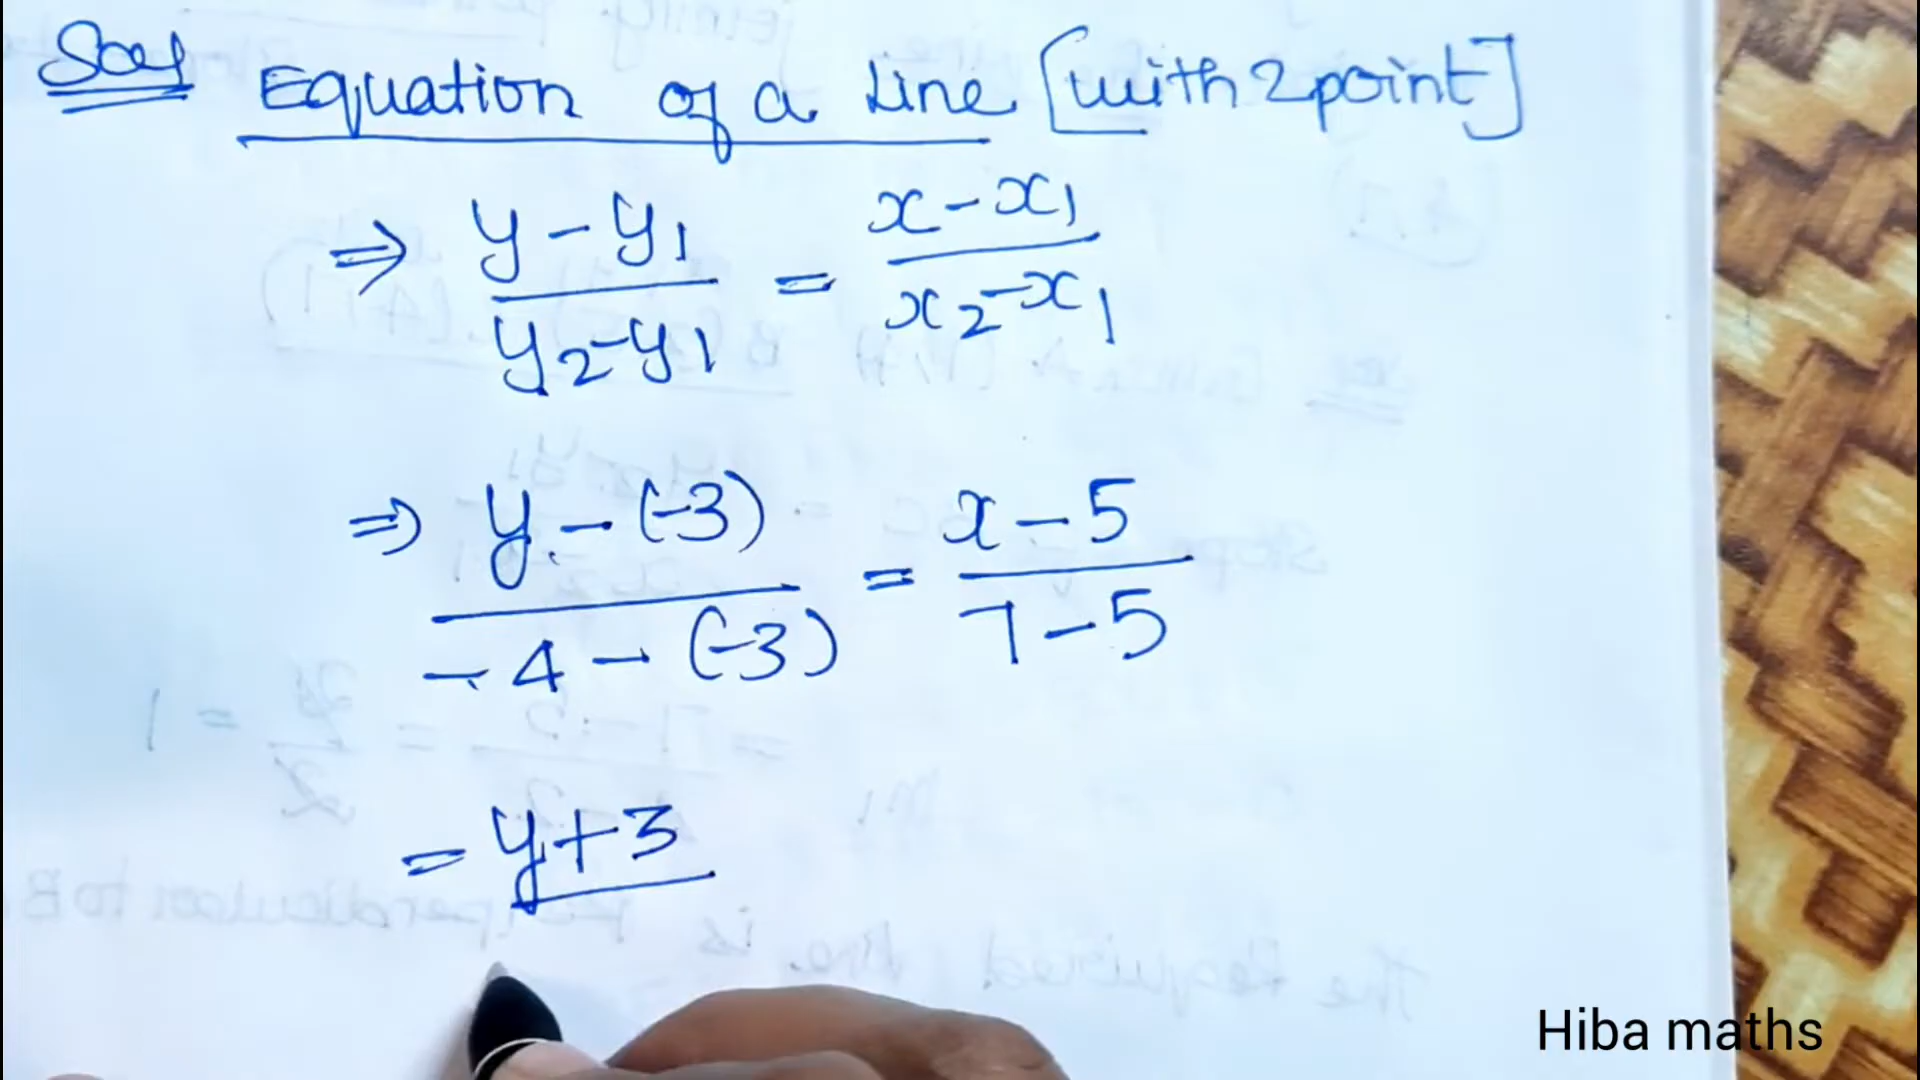 Sol
Equation of a Line [with 2 point]
⇒ y - y1 / y2 - y1 = x - x1 / x2 - x1
⇒ y - (-3) / -4 - (-3) = x - 5 / 7 - 5
= y + 3
Hiba maths